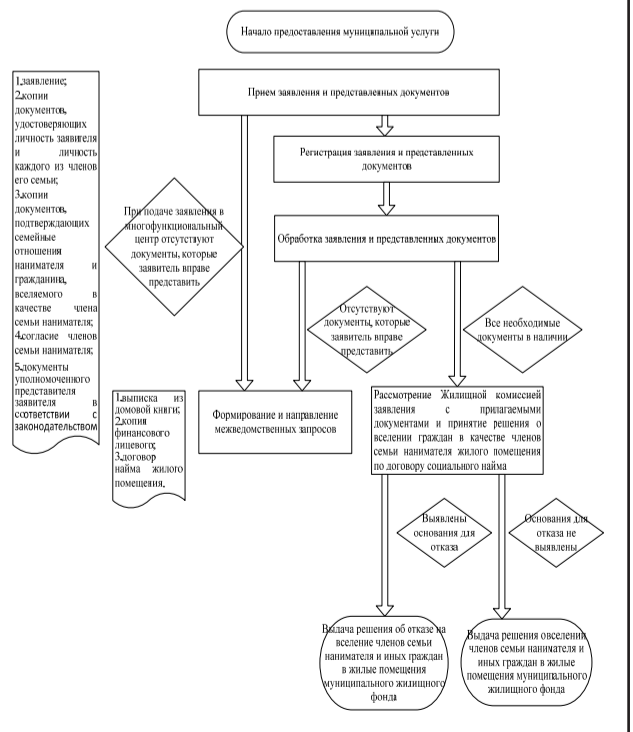 Начало предоставления муниципальной услуги
Прием заявления и представленных документов
1.заявление;
2.копии
документов,
удостоверяющих
личность заявителя
и личность
каждого из членов
его семьи;
3.копии
документов,
подтверждающих
семейные
отношения
нанимателя и
гражданина,
вселяемого в
качестве члена
семьи нанимателя;
4.согласие членов
семьи нанимателя;
5.документы
уполномоченного
представителя
заявителя в
соответствии с
законодательством
Регистрация заявления и представленных
документов
При подаче заявления в
многофункциональный
центр отсутствуют
документы, которые
заявитель вправе
представить
Обработка заявления и представленных документов
Отсутствуют
документы, которые
заявитель вправе
представить
Все необходимые
документы в наличии
1.выписка из
домовой книги;
2.копия
финансового
лицевого;
3.договор
найма жилого
помещения.
Формирование и направление
межведомственных запросов
Рассмотрение Жилищной комиссией
заявления с прилагаемыми
документами и принятие решения о
вселении граждан в качестве членов
семьи нанимателя жилого помещения
по договору социального найма
Выявлены
основания для
отказа
Основания для
отказа не
выявлены
Выдача решения об отказе на
вселение членов семьи
нанимателя и иных граждан
в жилые помещения
муниципального жилищного
фонда
Выдача решения овселении
членов семьи нанимателя и
иных граждан в жилые
помещения муниципального
жилищного фонда